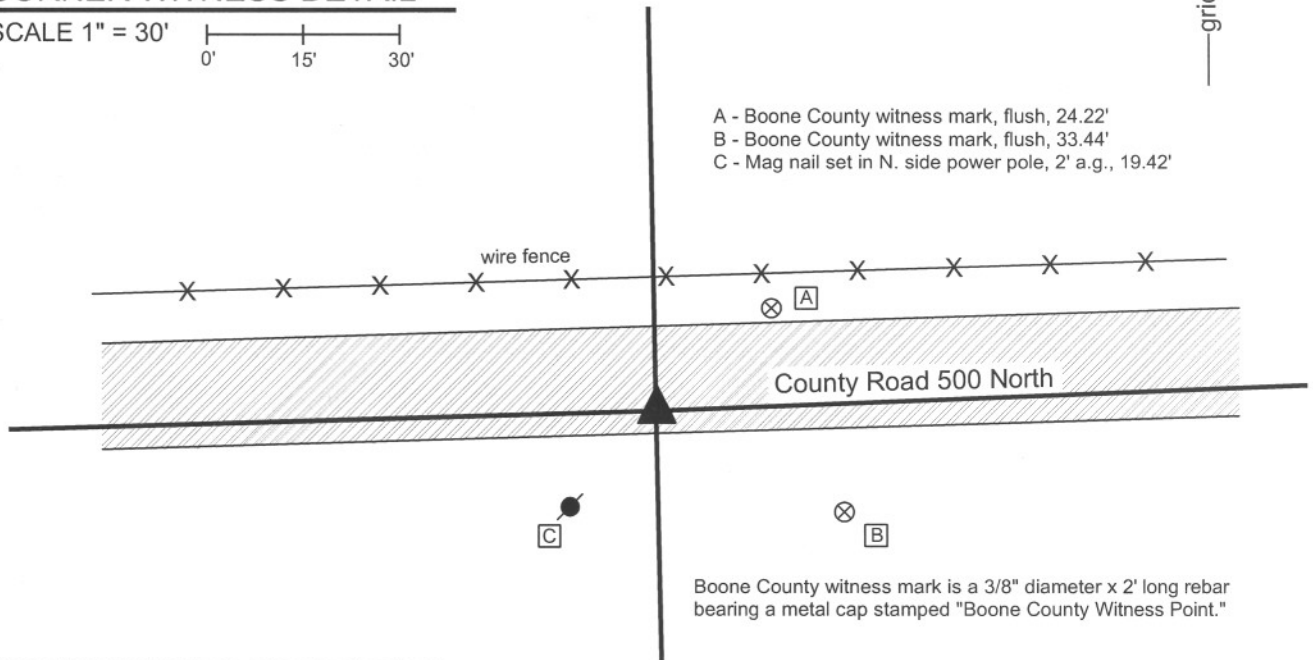 SCALE 1" = 30'
0' 15' 30'
A - Boone County witness mark, flush, 24.22'
B - Boone County witness mark, flush, 33.44'
C - Mag nail set in N. side power pole, 2' a.g., 19.42'
wire fence
A
County Road 500 North
C
B
Boone County witness mark is a 3/8" diameter x 2' long rebar
bearing a metal cap stamped "Boone County Witness Point."